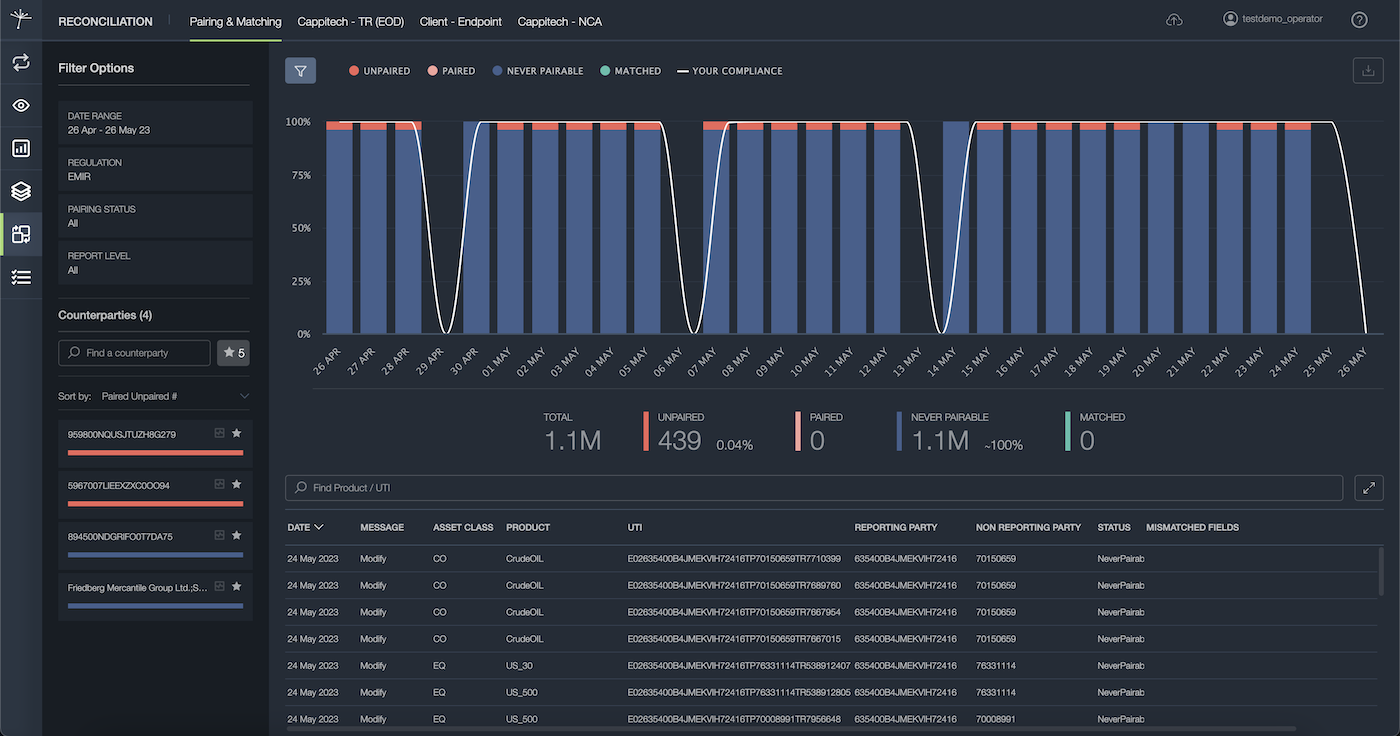 RECONCILIATION Pairing & Matching Cappitech - TR (EOD) Client - Endpoint Cappitech - NCA testdemo_operator ?
Filter Options
DATE RANGE
26 Apr - 26 May 23
REGULATION
EMIR
PAIRING STATUS
All
REPORT LEVEL
All
Counterparties (4)
Find a counterparty 5
Sort by: Paired Unpaired #
959800NQUSJTUZH8G279
5967007LIEEXZXC0OO94
894500NDGRIFO0T7DA75
Friedberg Mercantile Group Ltd.;S...
UNPAIRED PAIRED NEVER PAIRABLE MATCHED YOUR COMPLIANCE
100%
75%
50%
25%
0%
26 APR 27 APR 28 APR 29 APR 30 APR 01 MAY 02 MAY 03 MAY 04 MAY 05 MAY 06 MAY 07 MAY 08 MAY 09 MAY 10 MAY 11 MAY 12 MAY 13 MAY 14 MAY 15 MAY 16 MAY 17 MAY 18 MAY 19 MAY 20 MAY 21 MAY 22 MAY 23 MAY 24 MAY 25 MAY 26 MAY
TOTAL UNPAIRED PAIRED NEVER PAIRABLE MATCHED
1.1M 439 0.04% 0 1.1M ~100% 0
Find Product / UTI
DATE MESSAGE ASSET CLASS PRODUCT UTI REPORTING PARTY NON REPORTING PARTY STATUS MISMATCHED FIELDS
24 May 2023 Modify CO CrudeOIL E02635400B4JMEKVIH72416TP70150659TR7710399 635400B4JMEKVIH72416 70150659 NeverPairab
24 May 2023 Modify CO CrudeOIL E02635400B4JMEKVIH72416TP70150659TR7689760 635400B4JMEKVIH72416 70150659 NeverPairab
24 May 2023 Modify CO CrudeOIL E02635400B4JMEKVIH72416TP70150659TR7667954 635400B4JMEKVIH72416 70150659 NeverPairab
24 May 2023 Modify CO CrudeOIL E02635400B4JMEKVIH72416TP70150659TR7667015 635400B4JMEKVIH72416 70150659 NeverPairab
24 May 2023 Modify EQ US_30 E02635400B4JMEKVIH72416TP76331114TR538912407 635400B4JMEKVIH72416 76331114 NeverPairab
24 May 2023 Modify EQ US_500 E02635400B4JMEKVIH72416TP76331114TR538912805 635400B4JMEKVIH72416 76331114 NeverPairab
24 May 2023 Modify EQ US_500 E02635400B4JMEKVIH72416TP70008991TR7956648 635400B4JMEKVIH72416 70008991 NeverPairab